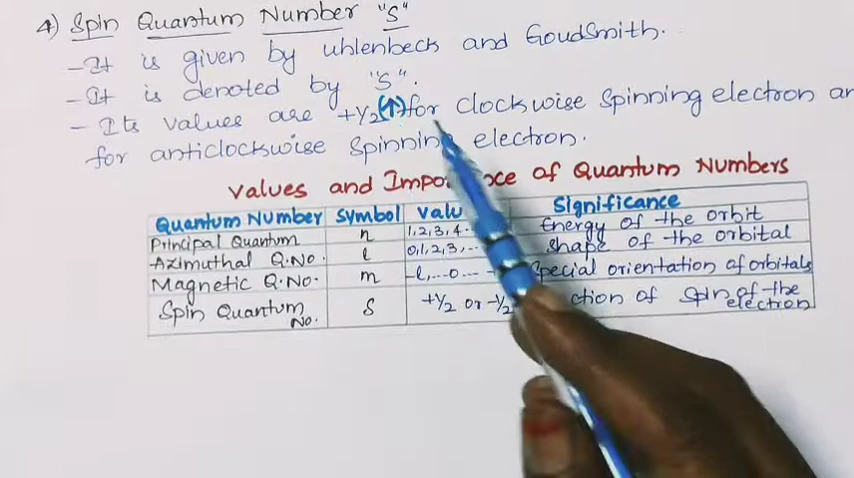 4) Spin Quantum Number "S"
- It is given by uhlenbeck and Goudsmith.
- It is denoted by "S".
- Its values are +1/2(↑) for clockwise spinning electron an
for anticlockwise spinning electron.
Values and Impo nce of Quantum Numbers
Quantum Number Symbol Valu Significance
Principal Quantum n 1,2,3,4.. Energy of the orbit
Azimuthal Q.No. l 0,1,2,3,... shape of the orbital
Magnetic Q.No. m -l,...0... Special orientation of orbitals
Spin Quantum No. S +1/2 or -1/2 ction of spin of the electron